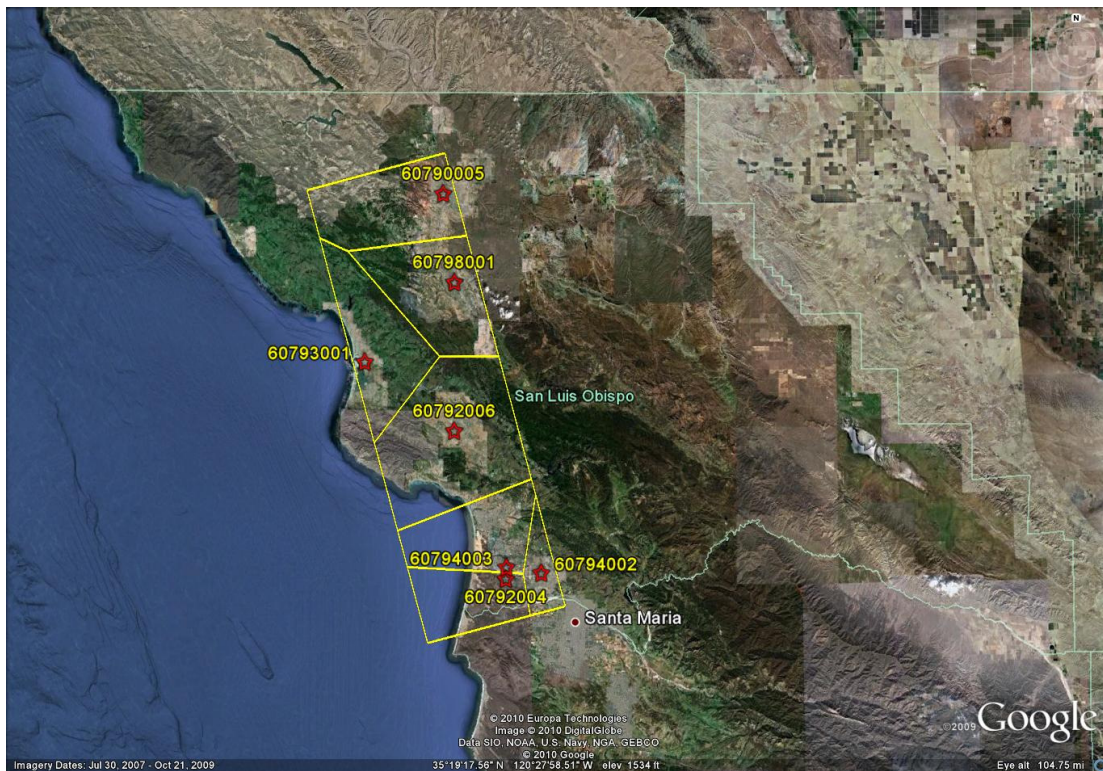 N
60790005
60798001
60793001
San Luis Obispo
60792006
60794003
60794002
60792004
Santa Maria
© 2010 Europa Technologies
Image © 2010 DigitalGlobe
Data SIO, NOAA, U.S. Navy, NGA, GEBCO
© 2010 Google
©2009 Google
Imagery Dates: Jul 30, 2007 - Oct 21, 2009
35°19'17.56" N 120°27'58.51" W elev 1534 ft
Eye alt 104.75 mi